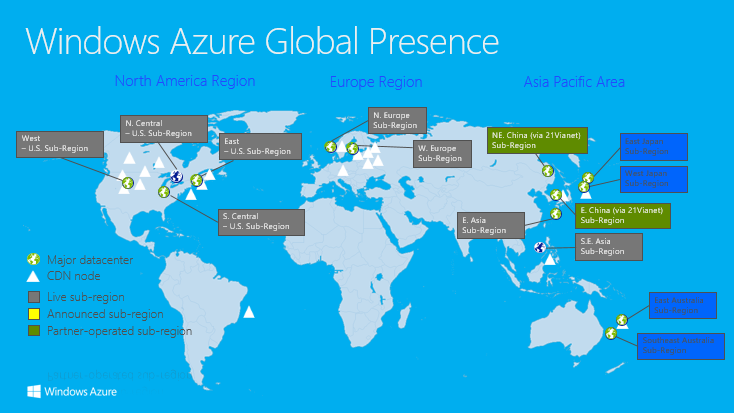 Windows Azure Global Presence
North America Region
Europe Region
Asia Pacific Area
N. Central
– U.S. Sub-Region
West
– U.S. Sub-Region
East
– U.S. Sub-Region
S. Central
– U.S. Sub-Region
N. Europe
Sub-Region
W. Europe
Sub-Region
NE. China (via 21Vianet)
Sub-Region
E. China (via 21Vianet)
Sub-Region
E. Asia
Sub-Region
S.E. Asia
Sub-Region
Major datacenter
CDN node
Live sub-region
Announced sub-region
Partner-operated sub-region
Windows Azure